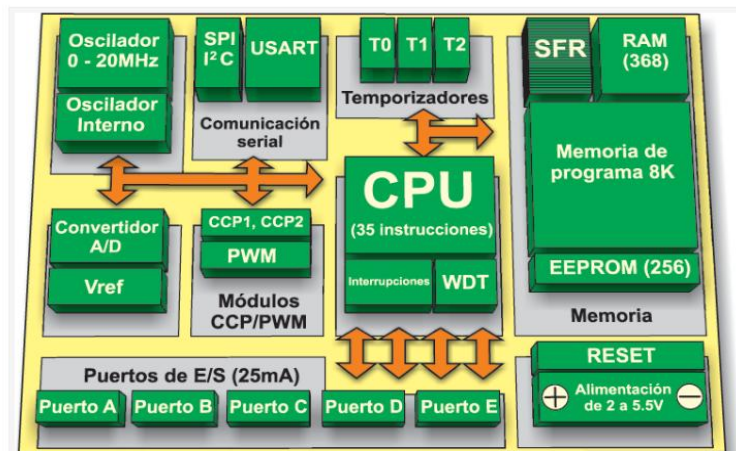 Oscilador
0 - 20MHz
Oscilador
Interno
SPI
I²C
USART
Comunicación
serial
T0
T1
T2
Temporizadores
SFR
RAM
(368)
Memoria de
programa 8K
EEPROM (256)
Memoria
CPU
(35 instrucciones)
Interrupciones
WDT
Convertidor
A/D
Vref
CCP1, CCP2
PWM
Módulos
CCP/PWM
Puertos de E/S (25mA)
Puerto A
Puerto B
Puerto C
Puerto D
Puerto E
RESET
+
Alimentación
de 2 a 5.5V
−